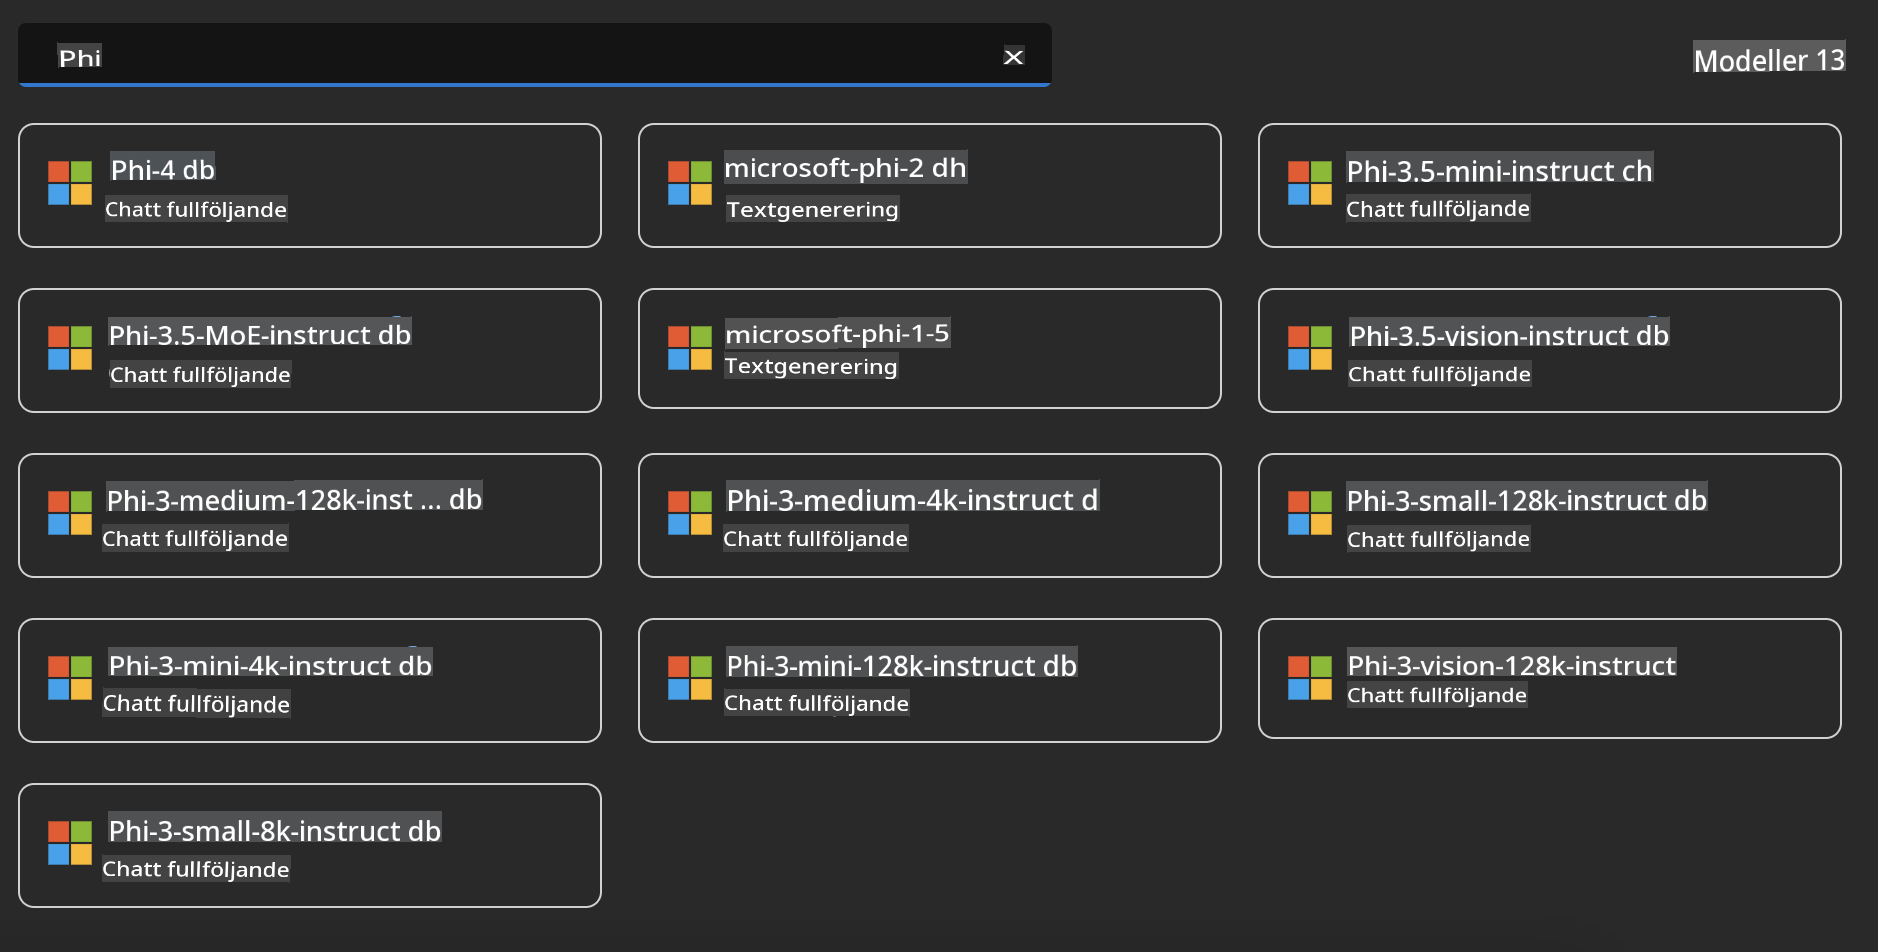 Phi
×
Modeller 13
Phi-4 db
Chatt fullföljande
microsoft-phi-2 dh
Textgenerering
Phi-3.5-mini-instruct ch
Chatt fullföljande
Phi-3.5-MoE-instruct db
Chatt fullföljande
microsoft-phi-1-5
Textgenerering
Phi-3.5-vision-instruct db
Chatt fullföljande
Phi-3-medium-128k-inst ... db
Chatt fullföljande
Phi-3-medium-4k-instruct d
Chatt fullföljande
Phi-3-small-128k-instruct db
Chatt fullföljande
Phi-3-mini-4k-instruct db
Chatt fullföljande
Phi-3-mini-128k-instruct db
Chatt fullföljande
Phi-3-vision-128k-instruct
Chatt fullföljande
Phi-3-small-8k-instruct db
Chatt fullföljande